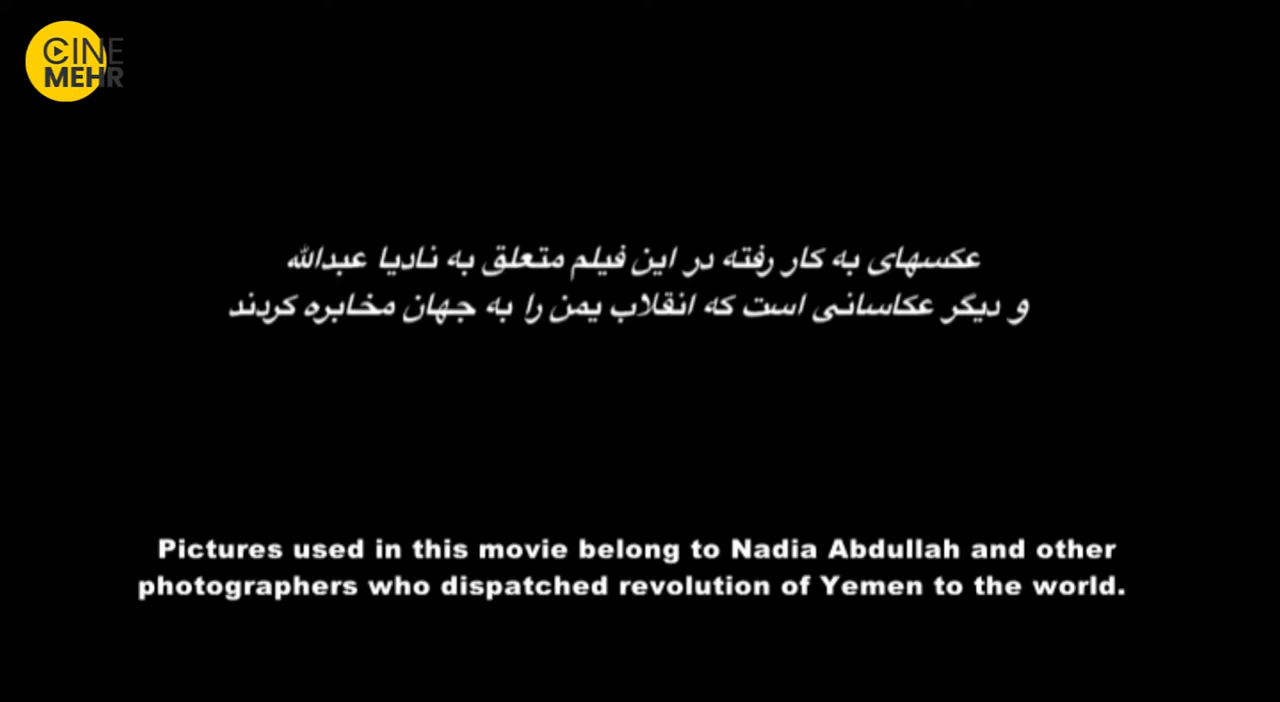 CINE
MEHR
عکسهای به کار رفته در این فیلم متعلق به نادیا عبدالله
و دیگر عکاسانی است که انقلاب یمن را به جهان مخابره کردند
Pictures used in this movie belong to Nadia Abdullah and other
photographers who dispatched revolution of Yemen to the world.